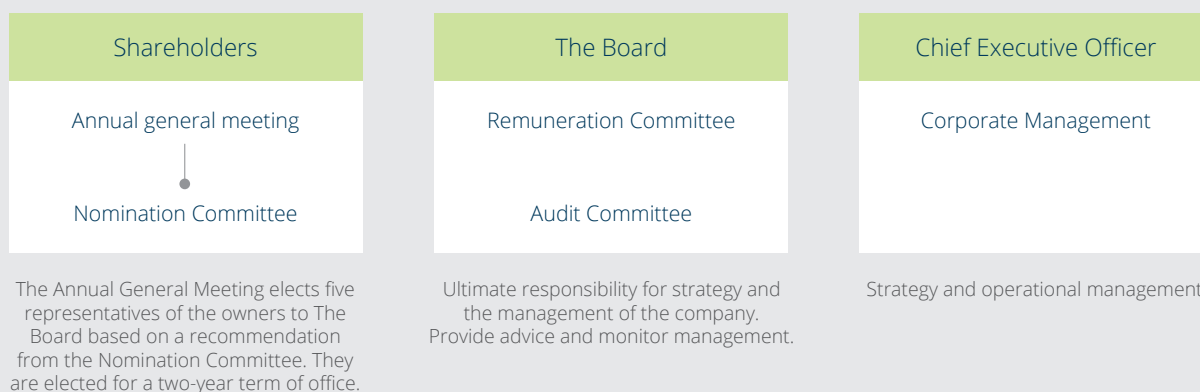 Shareholders
Annual general meeting
Nomination Committee
The Annual General Meeting elects five
representatives of the owners to The
Board based on a recommendation
from the Nomination Committee. They
are elected for a two-year term of office.
The Board
Remuneration Committee
Audit Committee
Ultimate responsibility for strategy and
the management of the company.
Provide advice and monitor management.
Chief Executive Officer
Corporate Management
Strategy and operational management